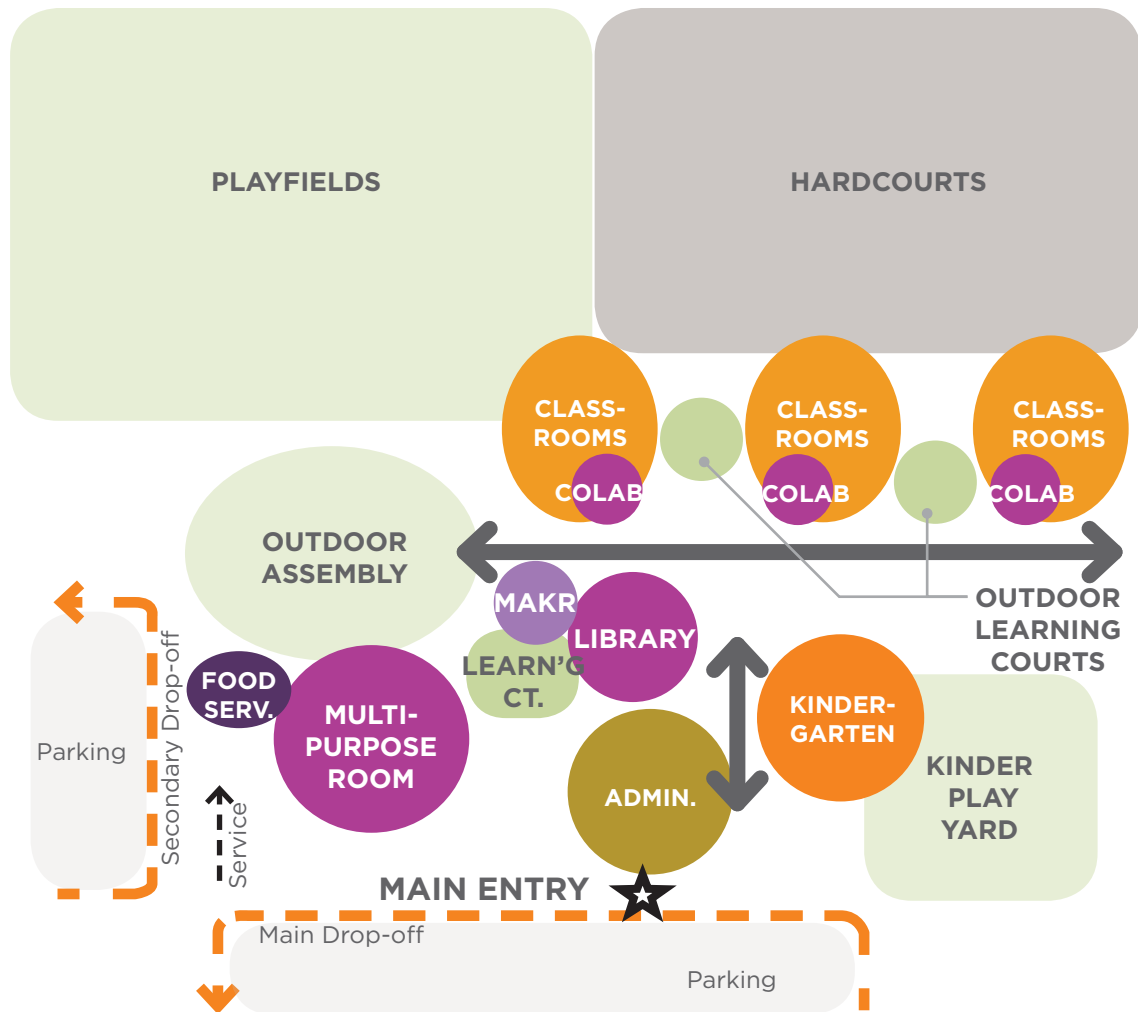 PLAYFIELDS
HARDCOURTS
CLASS-
ROOMS
COLAB
CLASS-
ROOMS
COLAB
CLASS-
ROOMS
COLAB
OUTDOOR
ASSEMBLY
MAKR
LIBRARY
LEARN'G
CT.
OUTDOOR
LEARNING
COURTS
FOOD
SERV.
MULTI-
PURPOSE
ROOM
KINDER-
GARTEN
KINDER
PLAY
YARD
ADMIN.
Parking
Secondary Drop-off
Service
MAIN ENTRY
Main Drop-off
Parking